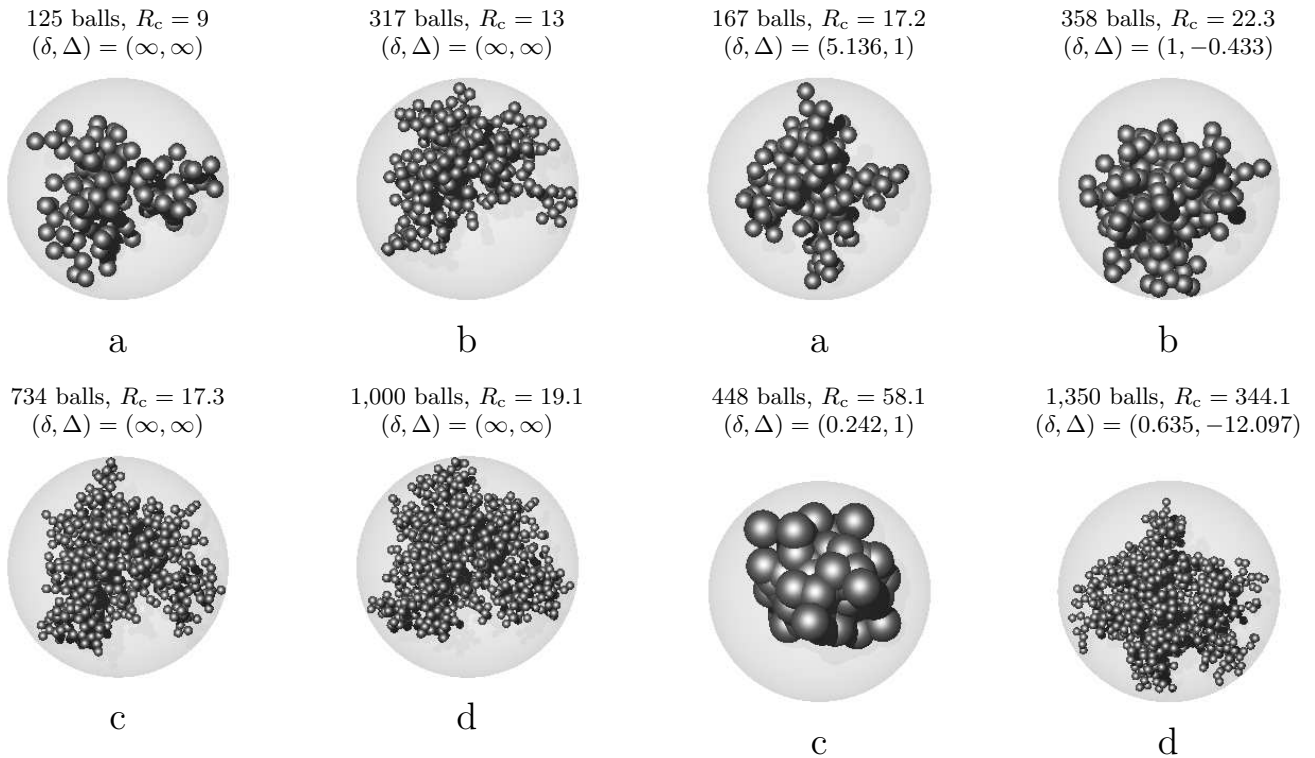 125 balls, R_c = 9
(δ, Δ) = (∞, ∞)
a
317 balls, R_c = 13
(δ, Δ) = (∞, ∞)
b
167 balls, R_c = 17.2
(δ, Δ) = (5.136, 1)
a
358 balls, R_c = 22.3
(δ, Δ) = (1, −0.433)
b
734 balls, R_c = 17.3
(δ, Δ) = (∞, ∞)
c
1,000 balls, R_c = 19.1
(δ, Δ) = (∞, ∞)
d
448 balls, R_c = 58.1
(δ, Δ) = (0.242, 1)
c
1,350 balls, R_c = 344.1
(δ, Δ) = (0.635, −12.097)
d